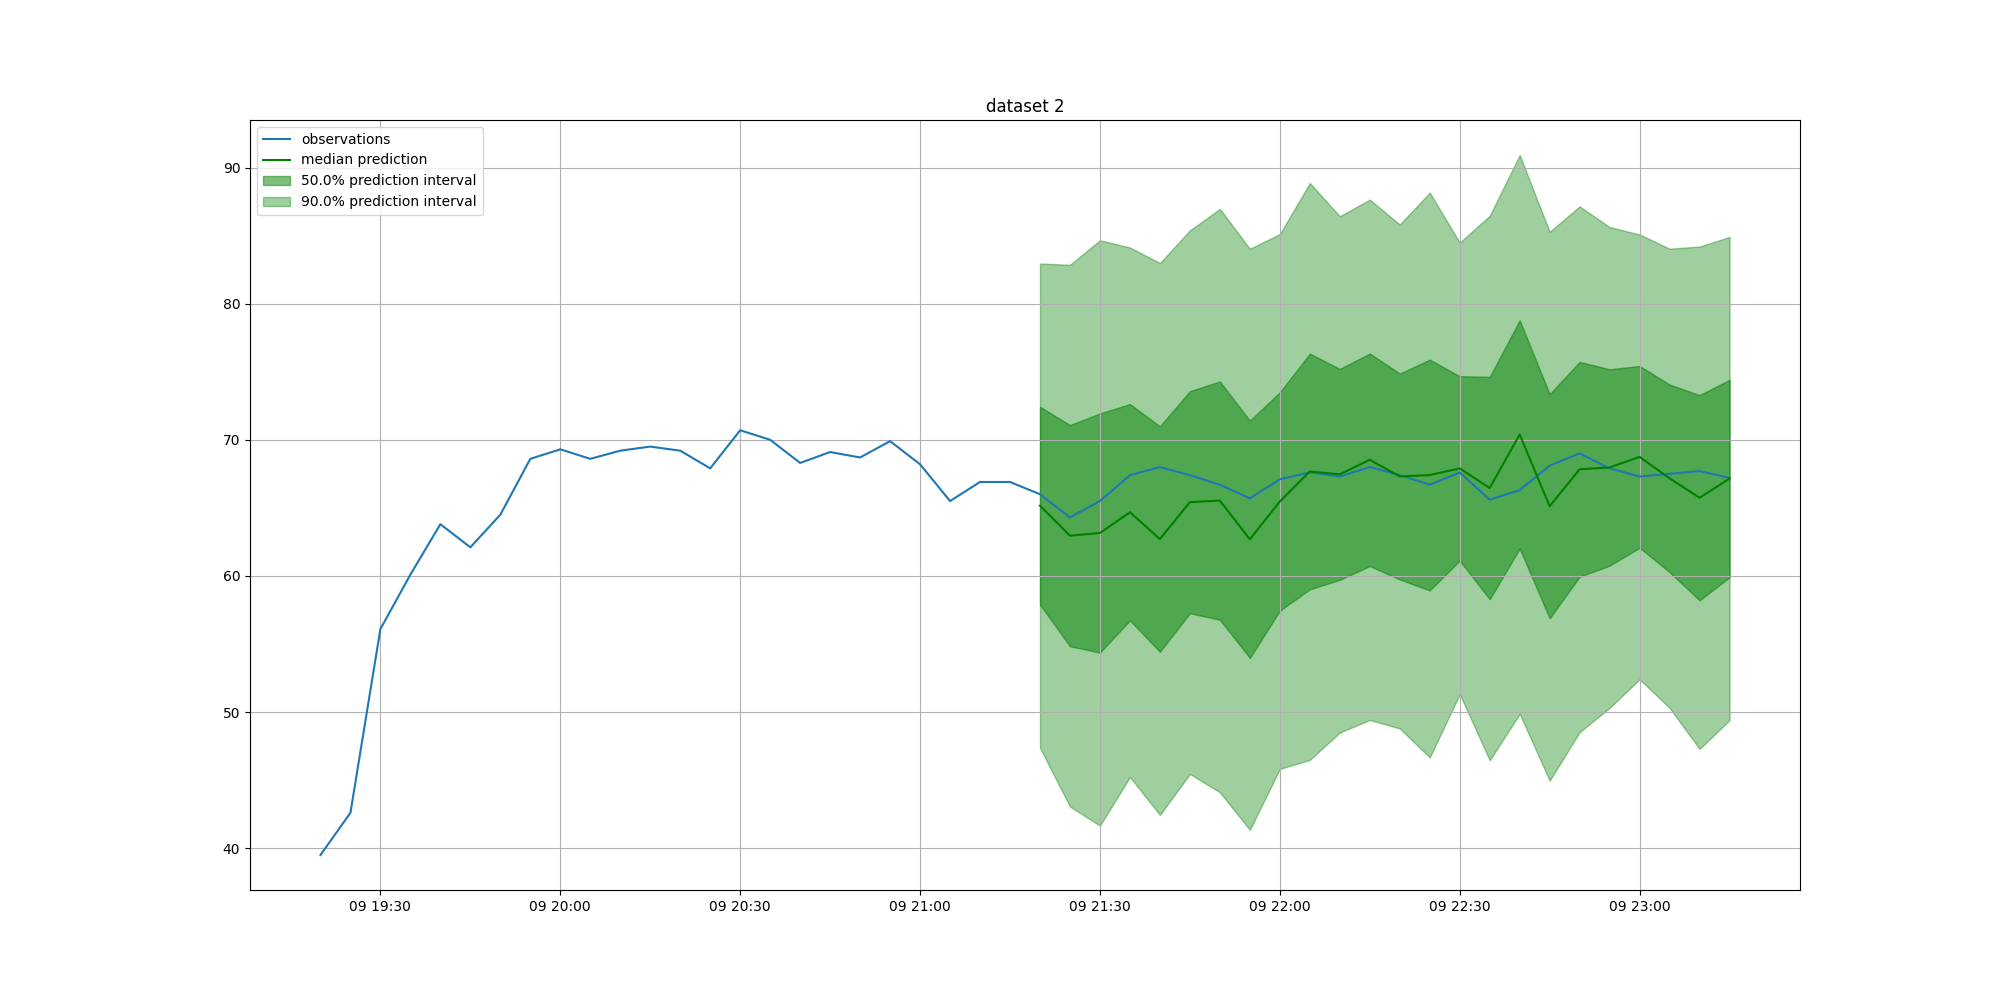 dataset 2
observations
median prediction
50.0% prediction interval
90.0% prediction interval
90
80
70
60
50
40
09 19:30
09 20:00
09 20:30
09 21:00
09 21:30
09 22:00
09 22:30
09 23:00